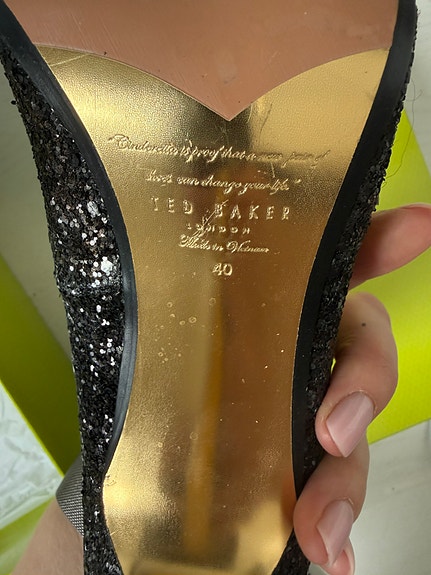 "Cinderella is proof that a new pair of
shoes can change your life"
TED BAKER
LONDON
Made in Vietnam
40